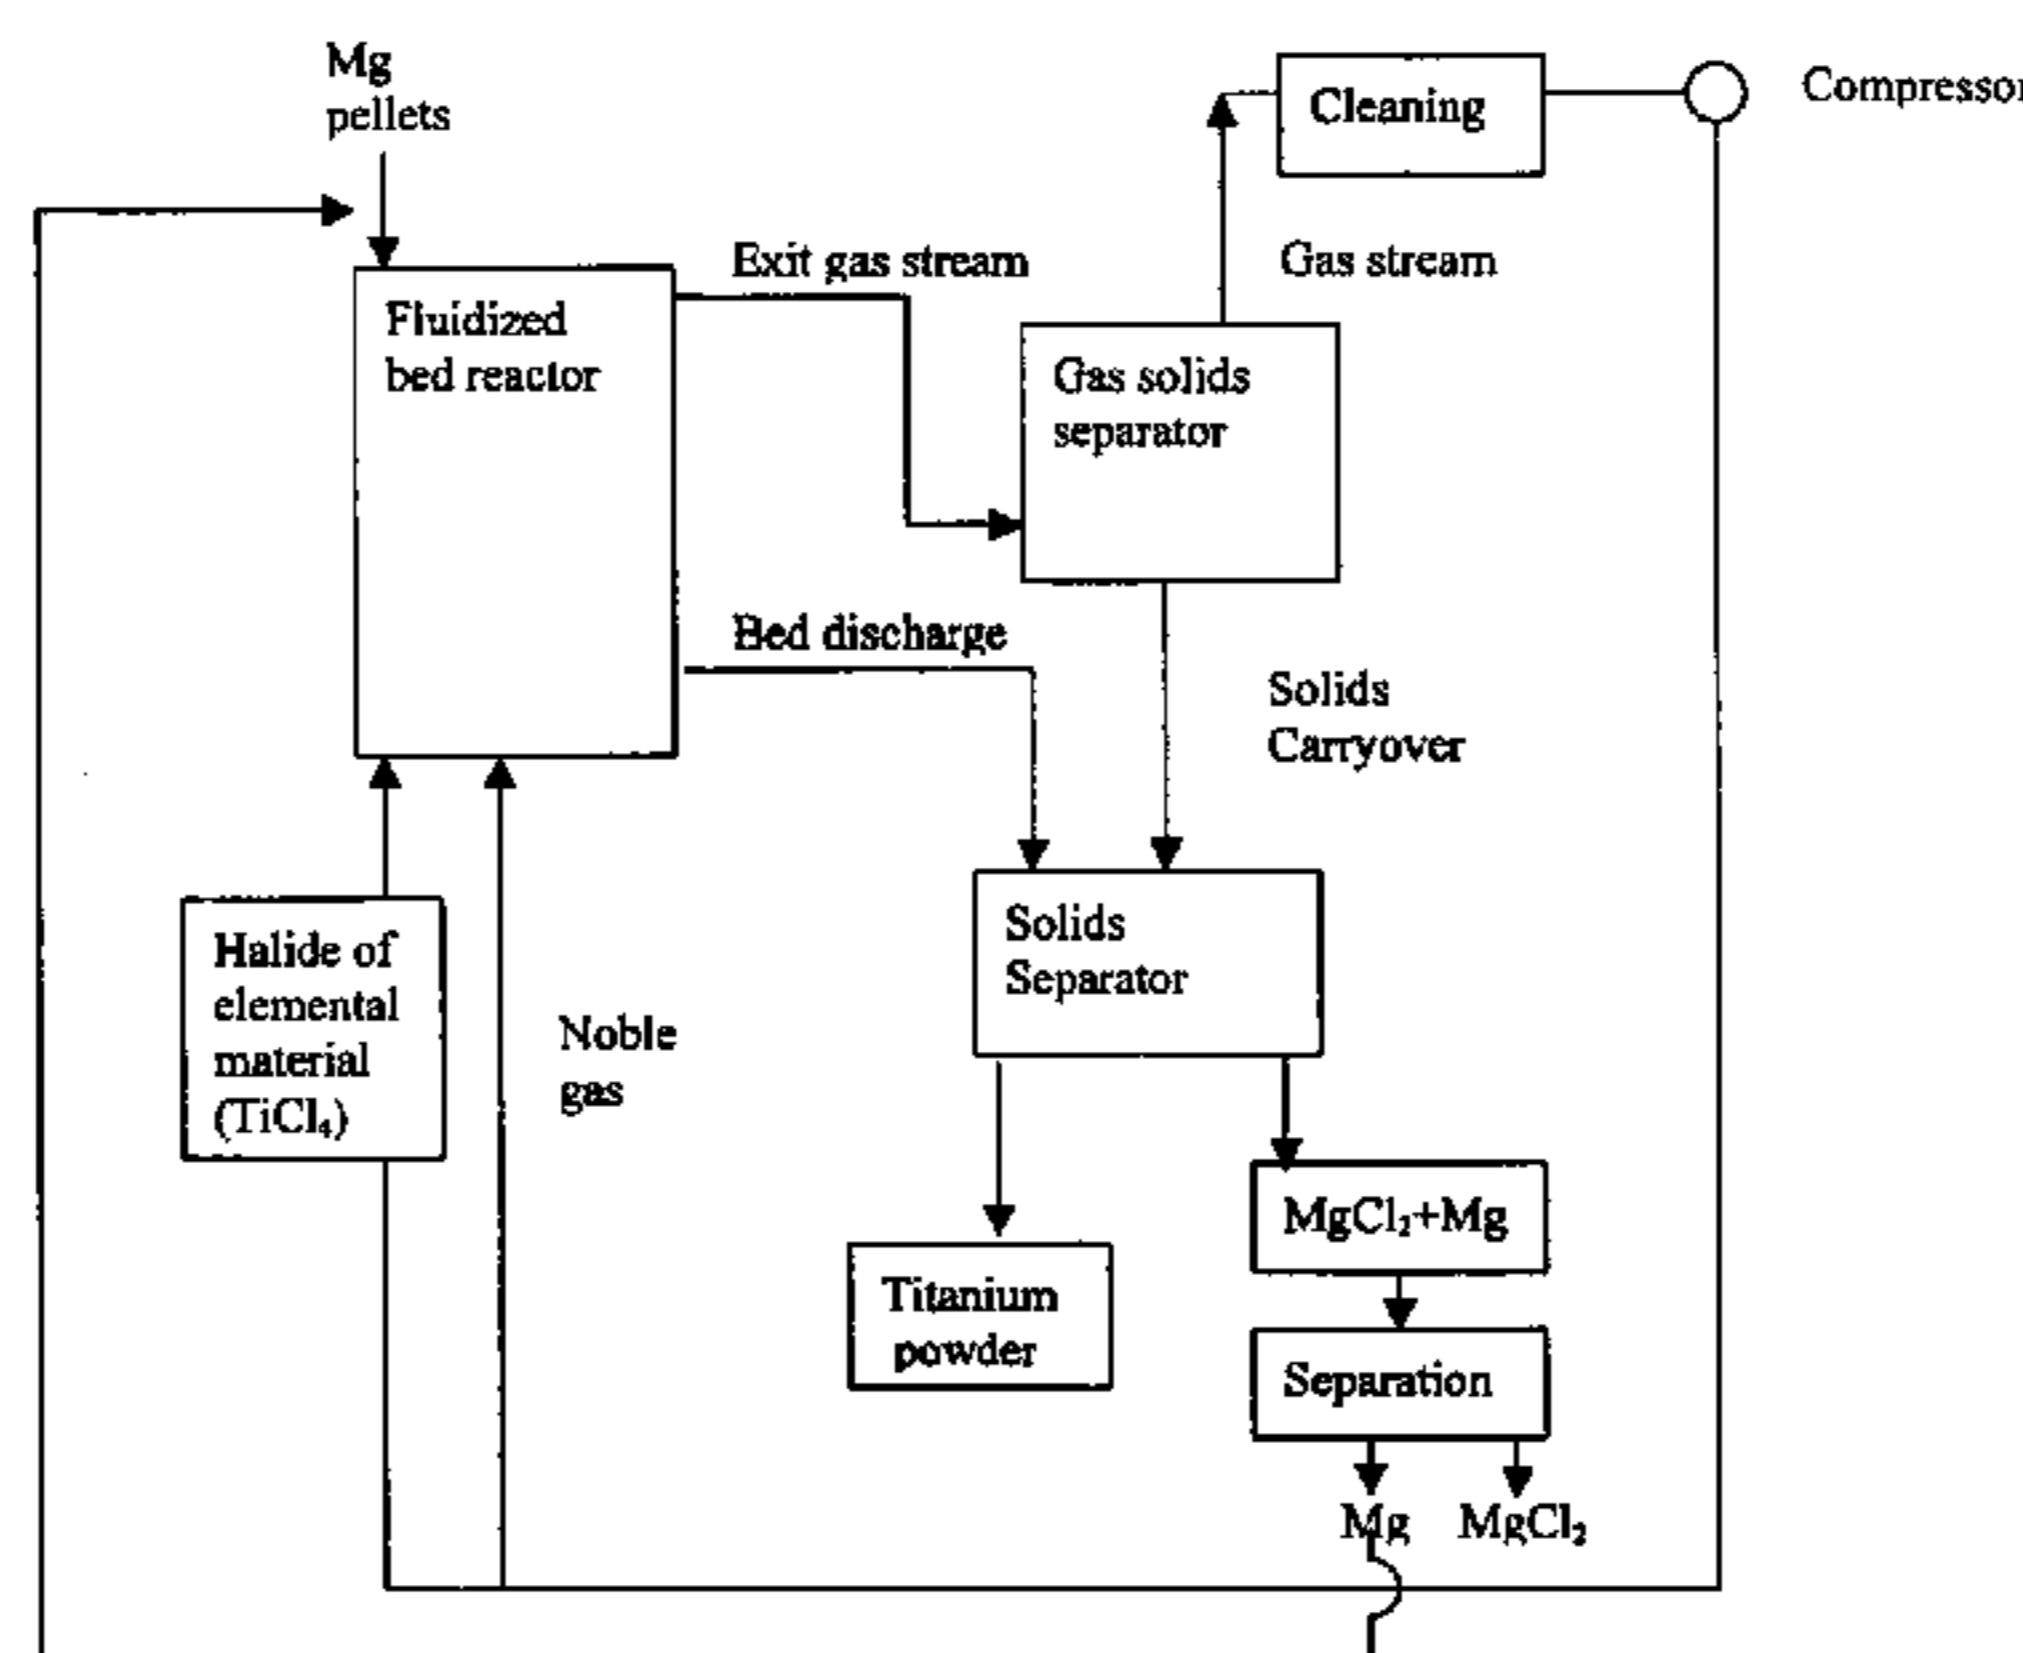 Mg
pellets
Cleaning
Compressor
Exit gas stream
Gas stream
Fluidized
bed reactor
Gas solids
separator
Bed discharge
Solids
Carryover
Halide of
elemental
material
(TiCl₄)
Noble
gas
Solids
Separator
MgCl₂+Mg
Titanium
powder
Separation
Mg MgCl₂